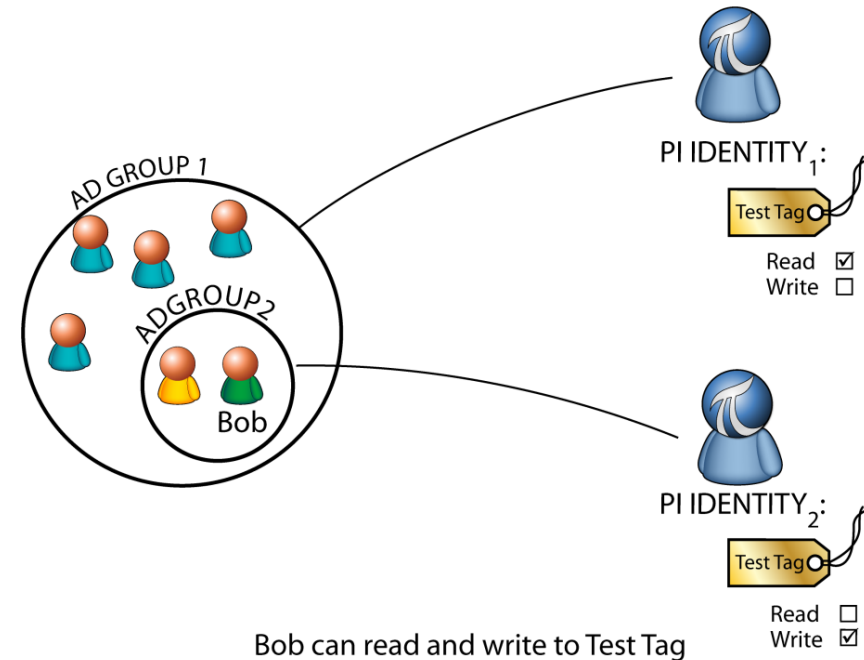 AD GROUP 1
ADGROUP2
Bob
PI IDENTITY1:
Test Tag
Read ☑
Write ☐
PI IDENTITY2:
Test Tag
Read ☐
Write ☑
Bob can read and write to Test Tag